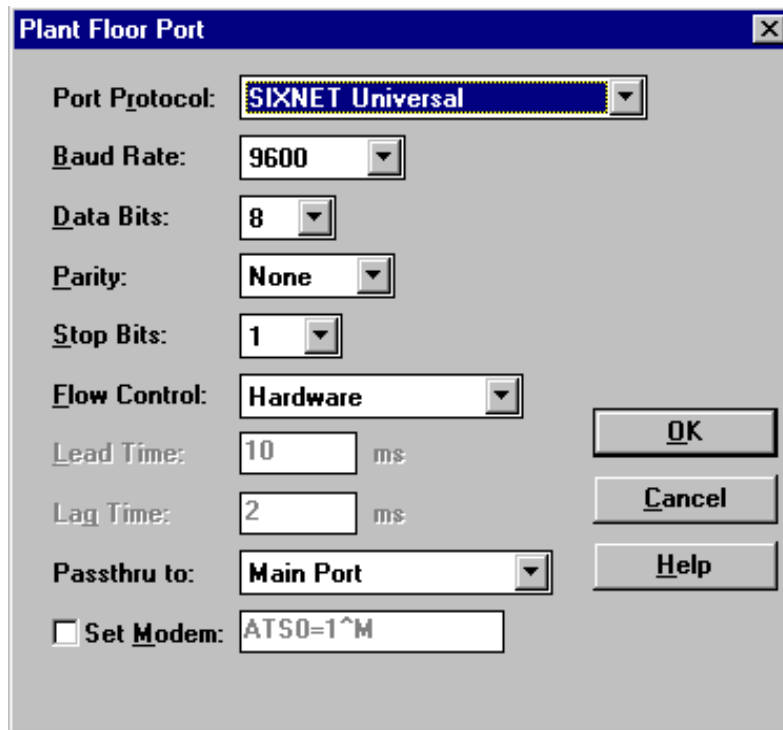 Plant Floor Port
Port Protocol: SIXNET Universal
Baud Rate: 9600
Data Bits: 8
Parity: None
Stop Bits: 1
Flow Control: Hardware
Lead Time: 10 ms
Lag Time: 2 ms
Passthru to: Main Port
Set Modem: ATS0=1^M
OK
Cancel
Help